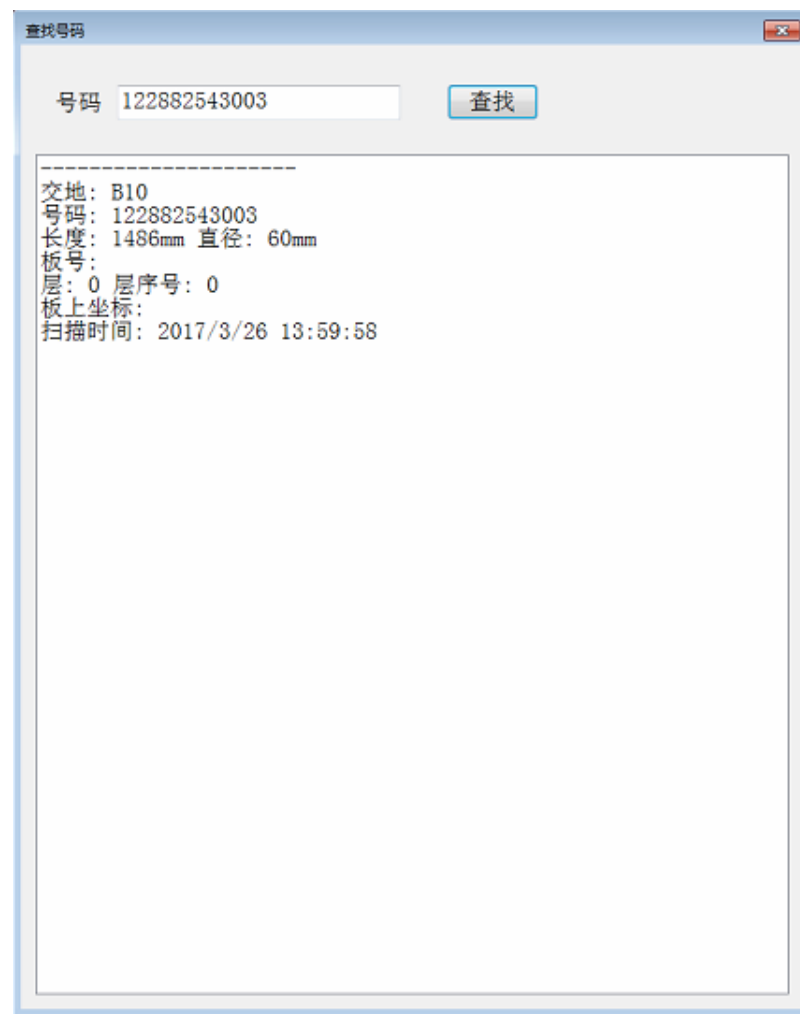 查找号码
号码 122882543003 查找
---------------------
交地: B10
号码: 122882543003
长度: 1486mm 直径: 60mm
板号:
层: 0 层序号: 0
板上坐标:
扫描时间: 2017/3/26 13:59:58